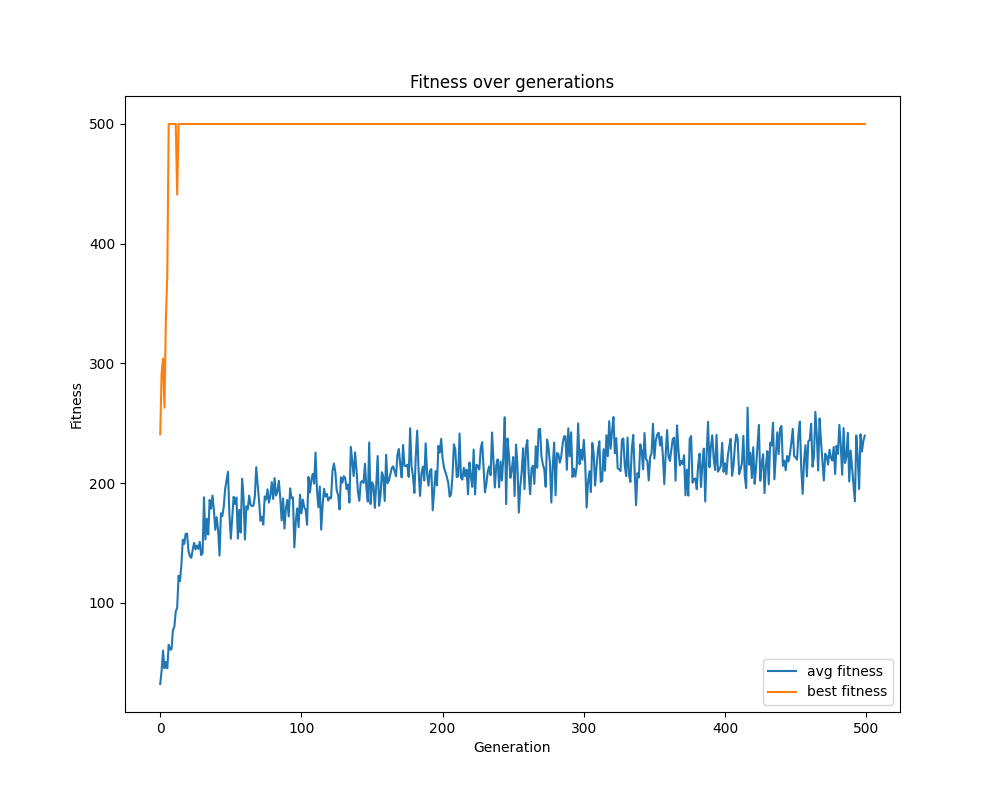 Fitness over generations
500
400
300
200
100
Fitness
0 100 200 300 400 500
Generation
avg fitness
best fitness